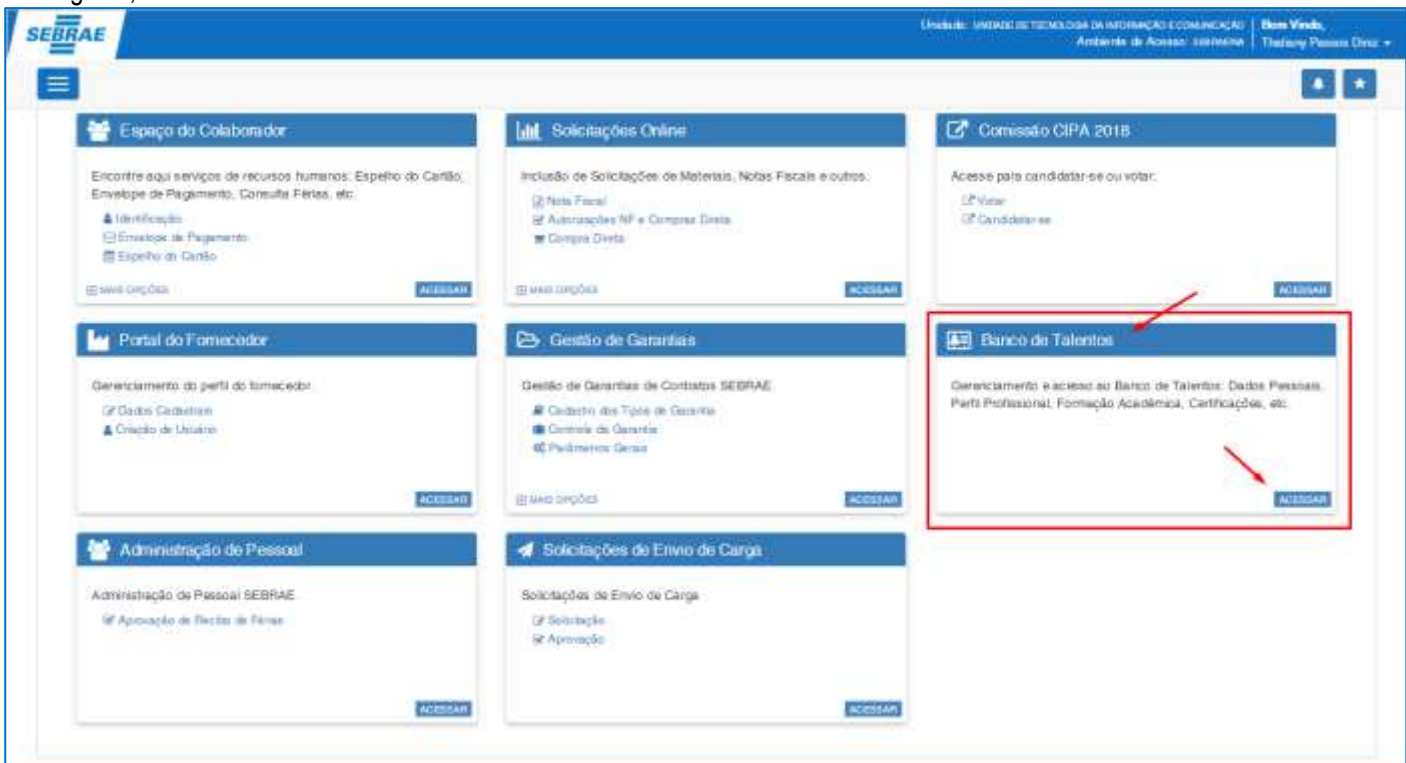 SEBRAE
Unidade: UNIDADE DE TECNOLOGIA DA INFORMAÇÃO E COMUNICAÇÃO
Ambiente de Acesso:
Bem Vindo,
Espaço do Colaborador
Encontre aqui serviços de recursos humanos: Espelho do Cartão,
Envelope de Pagamento, Consulta Férias, etc.
Identificação
Envelope de Pagamento
Espelho do Cartão
MAIS OPÇÕES
ACESSAR
Solicitações Online
Inclusão de Solicitações de Materiais, Notas Fiscais e outros.
Nota Fiscal
Autorizações NF e Compras Direta
Compra Direta
MAIS OPÇÕES
ACESSAR
Comissão CIPA 2018
Acesse para candidatar-se ou votar:
Votar
Candidatar-se
ACESSAR
Portal do Fornecedor
Gerenciamento do perfil do fornecedor
Dados Cadastrais
Criação de Usuário
ACESSAR
Gestão de Garantias
Gestão de Garantias de Contratos SEBRAE
Cadastro dos Tipos de Garantia
Controle da Garantia
Parâmetros Gerais
MAIS OPÇÕES
ACESSAR
Banco de Talentos
Gerenciamento e acesso ao Banco de Talentos: Dados Pessoais,
Perfil Profissional, Formação Acadêmica, Certificações, etc.
ACESSAR
Administração de Pessoal
Administração de Pessoal SEBRAE
Aprovação de Recibo de Férias
ACESSAR
Solicitações de Envio de Carga
Solicitações de Envio de Carga
Solicitação
Aprovação
ACESSAR